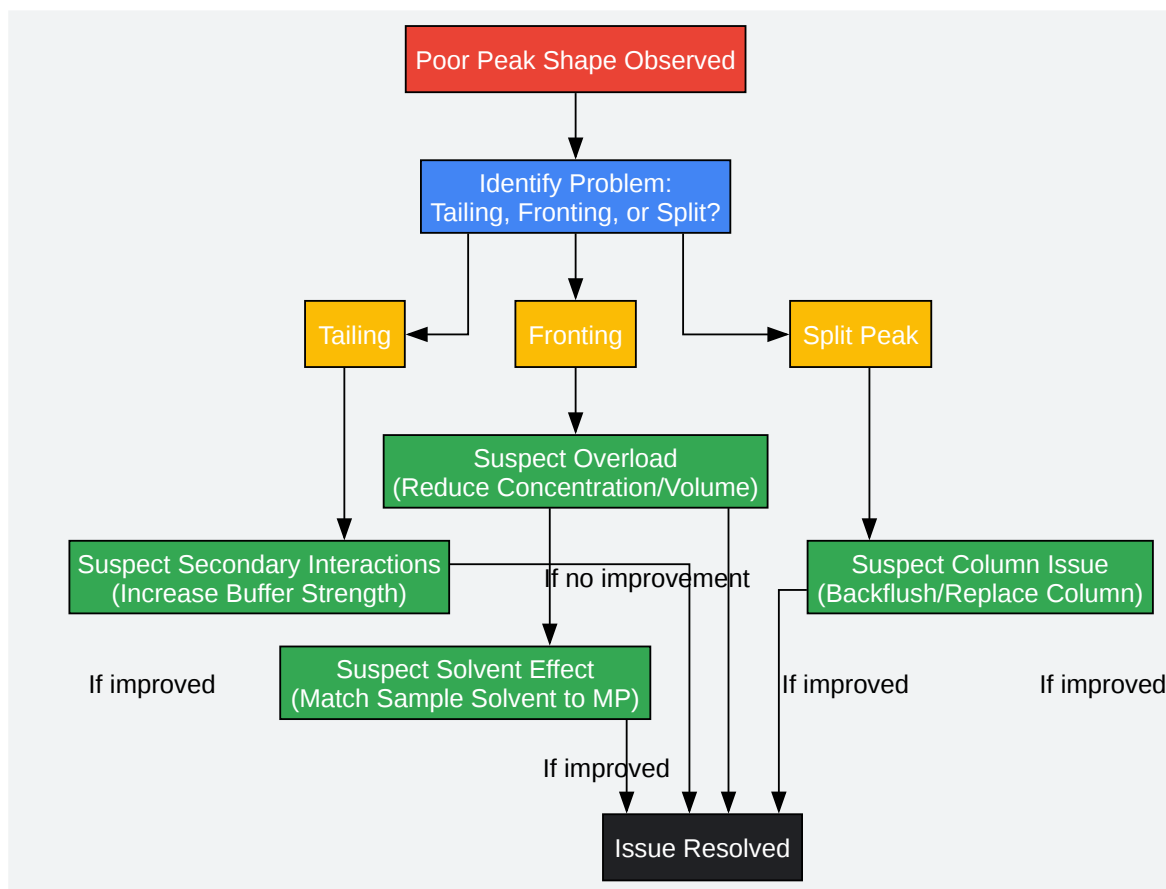 Poor Peak Shape Observed
Identify Problem:
Tailing, Fronting, or Split?
Tailing
Fronting
Split Peak
Suspect Overload
(Reduce Concentration/Volume)
Suspect Secondary Interactions
(Increase Buffer Strength)
If no improvement
Suspect Column Issue
(Backflush/Replace Column)
If improved
Suspect Solvent Effect
(Match Sample Solvent to MP)
If improved
If improved
If improved
Issue Resolved